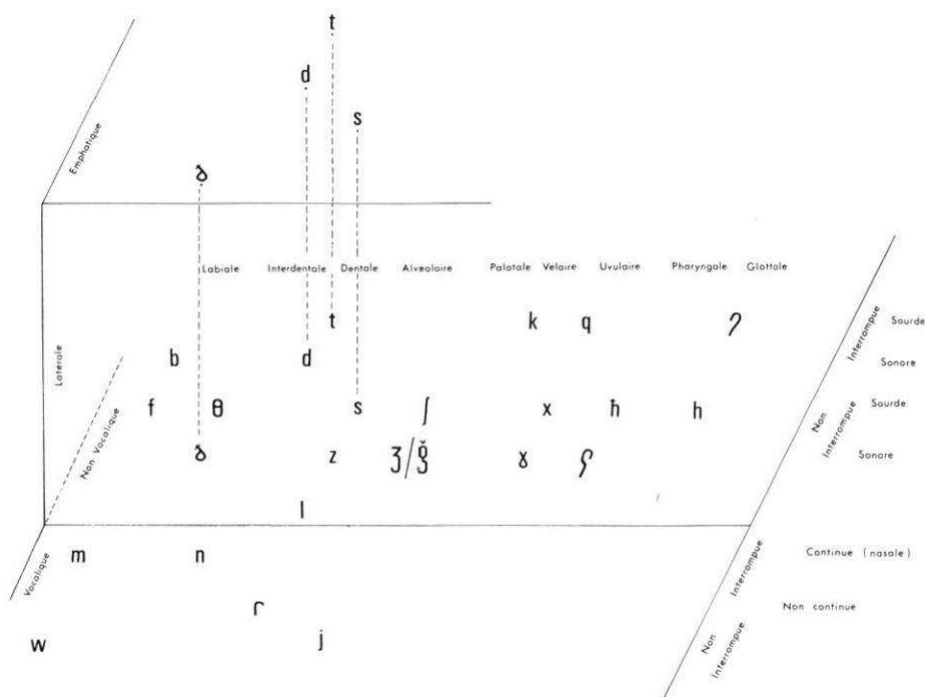 ṭ
ḍ
Emphatique
ṣ
ẓ
Labiale Interdentale Dentale Alveolaire Palatale Velaire Uvulaire Pharyngale Glottale
t k q ʔ Interrompue Sourde
Laterale
b d Sonore
f θ s ʃ x ħ h Non Interrompue Sourde
Non Vocalique
ʒ/ğ z ɣ ʕ Sonore
l
Vocalique
m n Interrompue Continue (nasale)
r Non continue
w j Non Interrompue